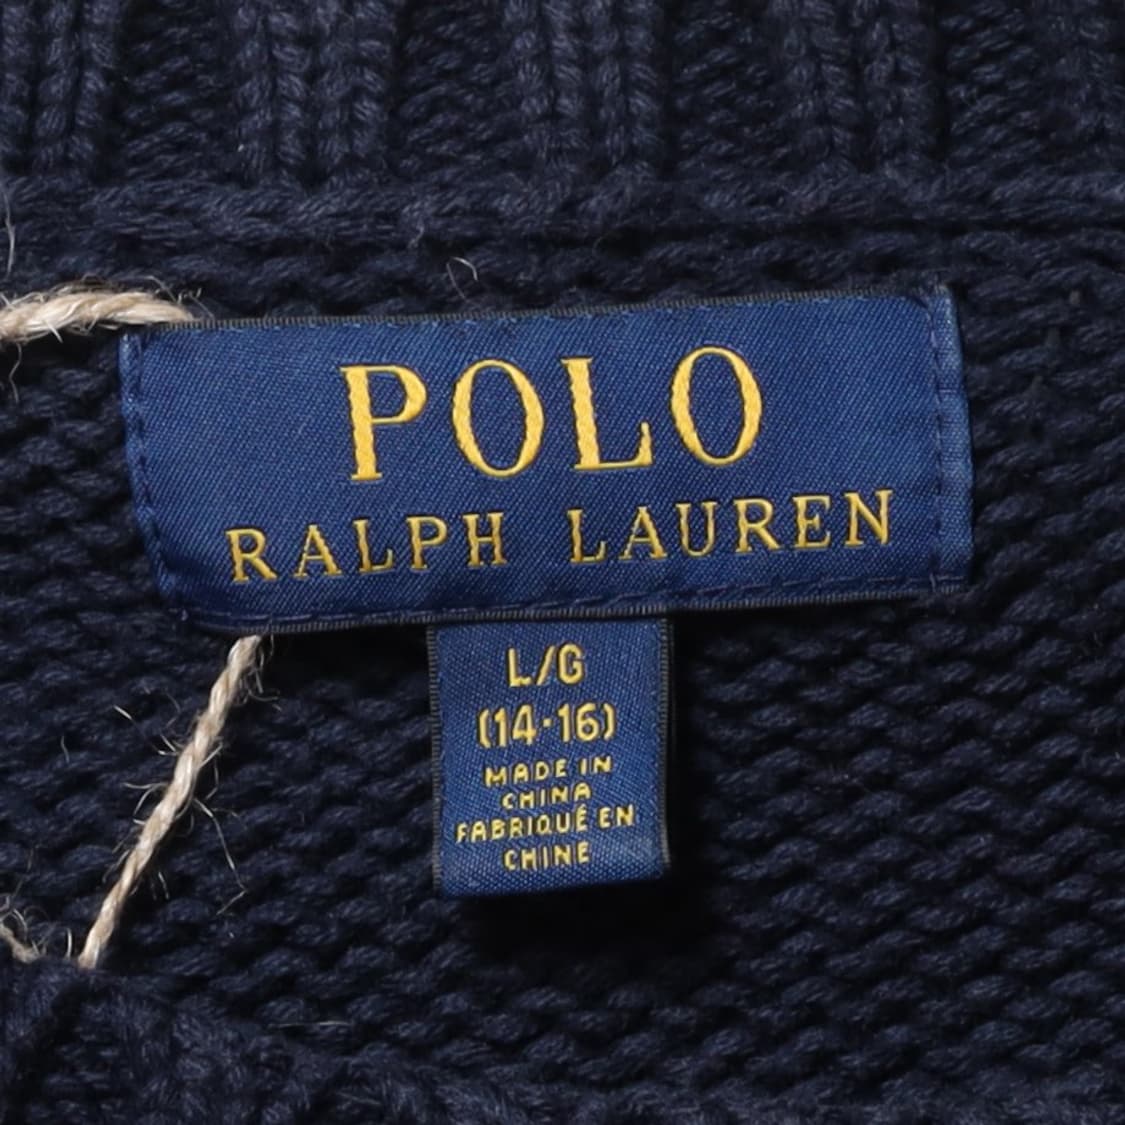 POLO
RALPH LAUREN
L/G
(14-16)
MADE IN
CHINA
FABRIQUÉ EN
CHINE